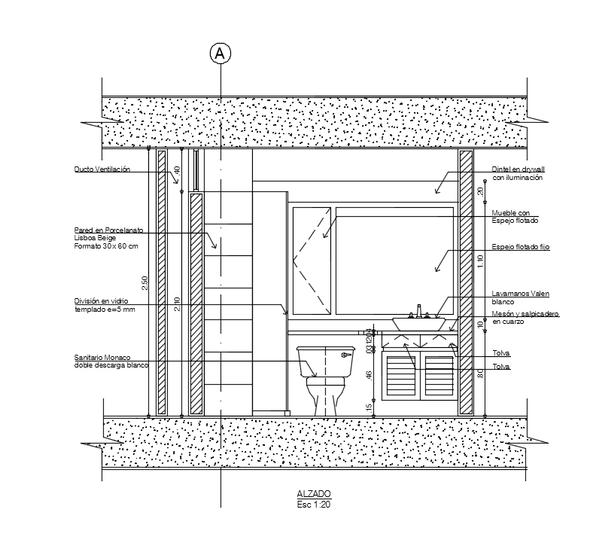 A
Ducto Ventilación
.40
Dintel en drywall
con iluminación
.20
Mueble con
Espejo flotado
Pared en Porcelanato
Lisboa Beige
Formato 30 x 60 cm
Espejo flotado fijo
1.10
2.50
2.10
División en vidrio
templado e=5 mm
Lavamanos Valen
blanco
Mesón y salpicadero
en cuarzo
.10
Sanitario Monaco
doble descarga blanco
Tolva
Tolva
.46
.80
.15
ALZADO
Esc 1:20